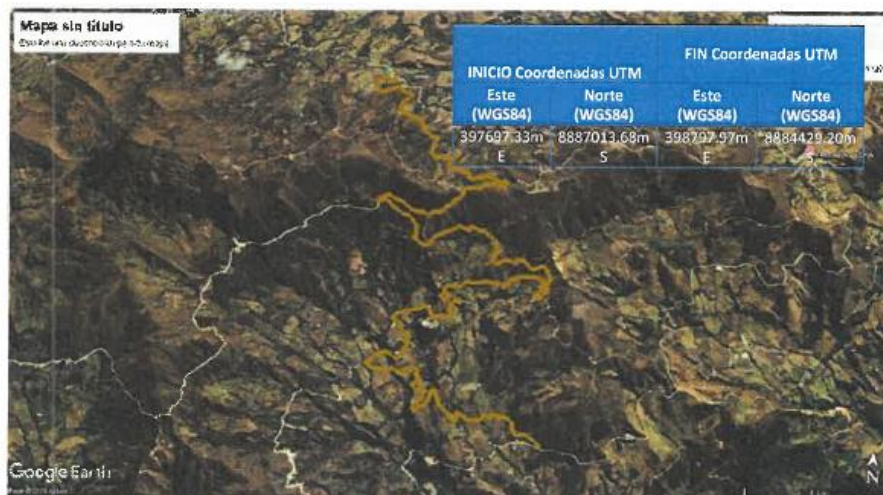 Mapa sin título
INICIO Coordenadas UTM
FIN Coordenadas UTM
Este (WGS84)
Norte (WGS84)
Este (WGS84)
Norte (WGS84)
397697.33m E
8887013.68m S
398797.97m E
8884429.20m S
Google Earth
N